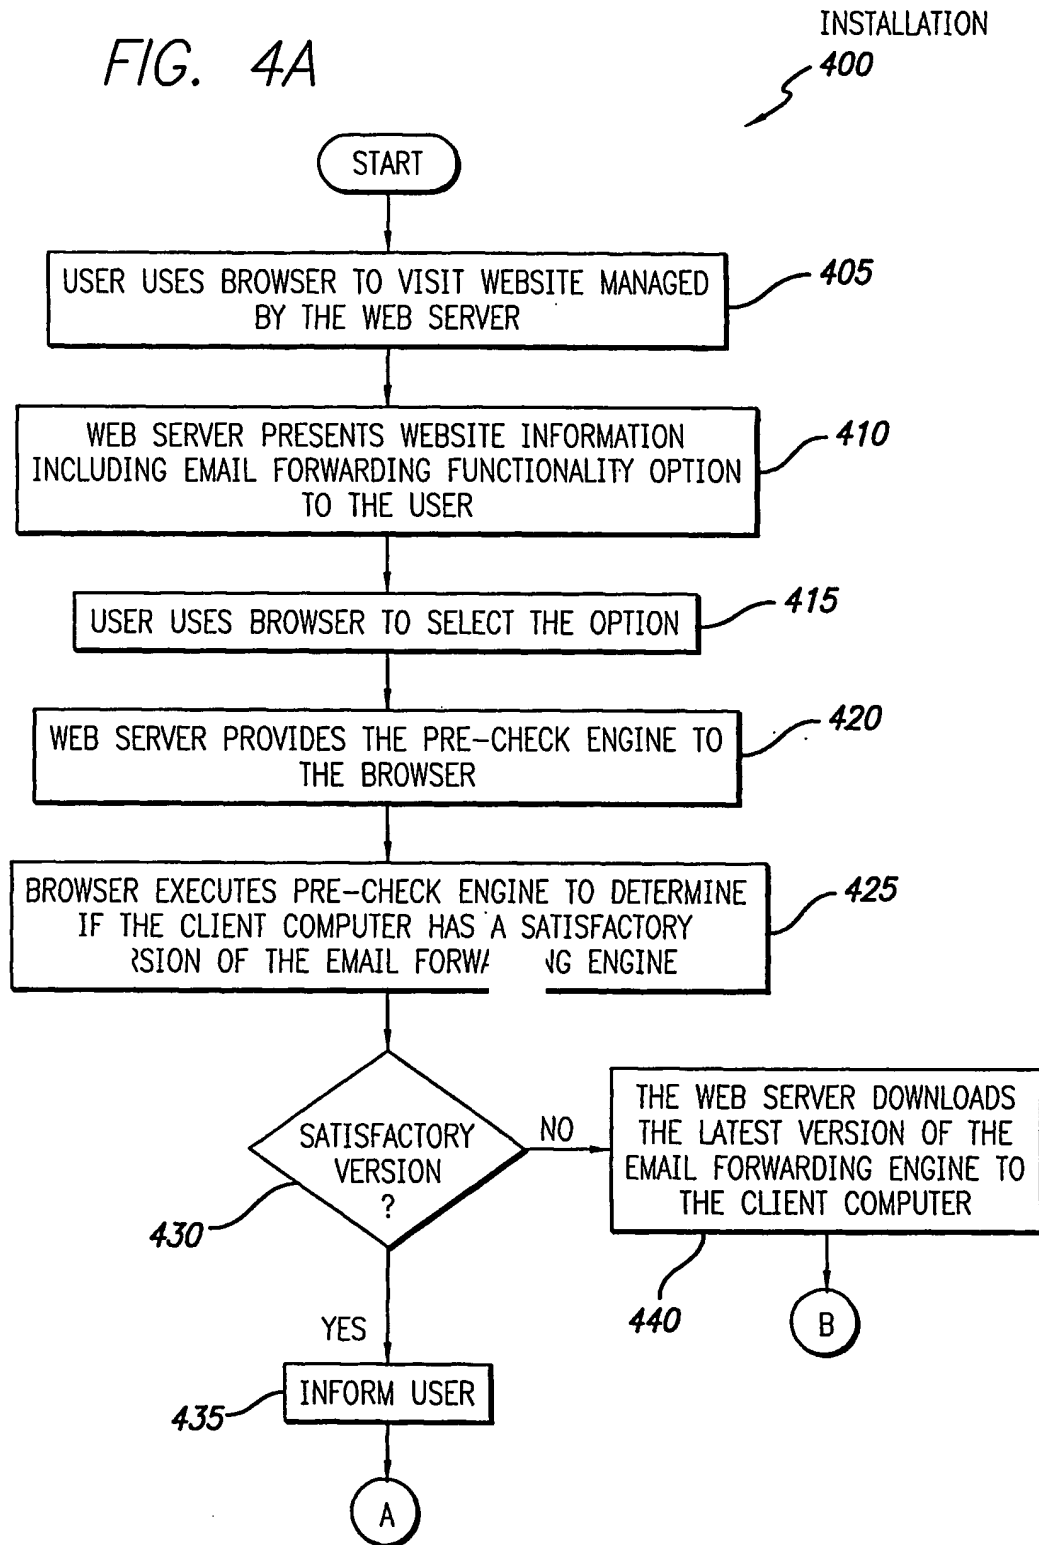 FIG. 4A
INSTALLATION
400
START
USER USES BROWSER TO VISIT WEBSITE MANAGED
BY THE WEB SERVER
405
WEB SERVER PRESENTS WEBSITE INFORMATION
INCLUDING EMAIL FORWARDING FUNCTIONALITY OPTION
TO THE USER
410
USER USES BROWSER TO SELECT THE OPTION
415
WEB SERVER PROVIDES THE PRE-CHECK ENGINE TO
THE BROWSER
420
BROWSER EXECUTES PRE-CHECK ENGINE TO DETERMINE
IF THE CLIENT COMPUTER HAS A SATISFACTORY
RSION OF THE EMAIL FORWA NG ENGINE
425
SATISFACTORY
VERSION
?
430
NO
THE WEB SERVER DOWNLOADS
THE LATEST VERSION OF THE
EMAIL FORWARDING ENGINE TO
THE CLIENT COMPUTER
440
B
YES
INFORM USER
435
A